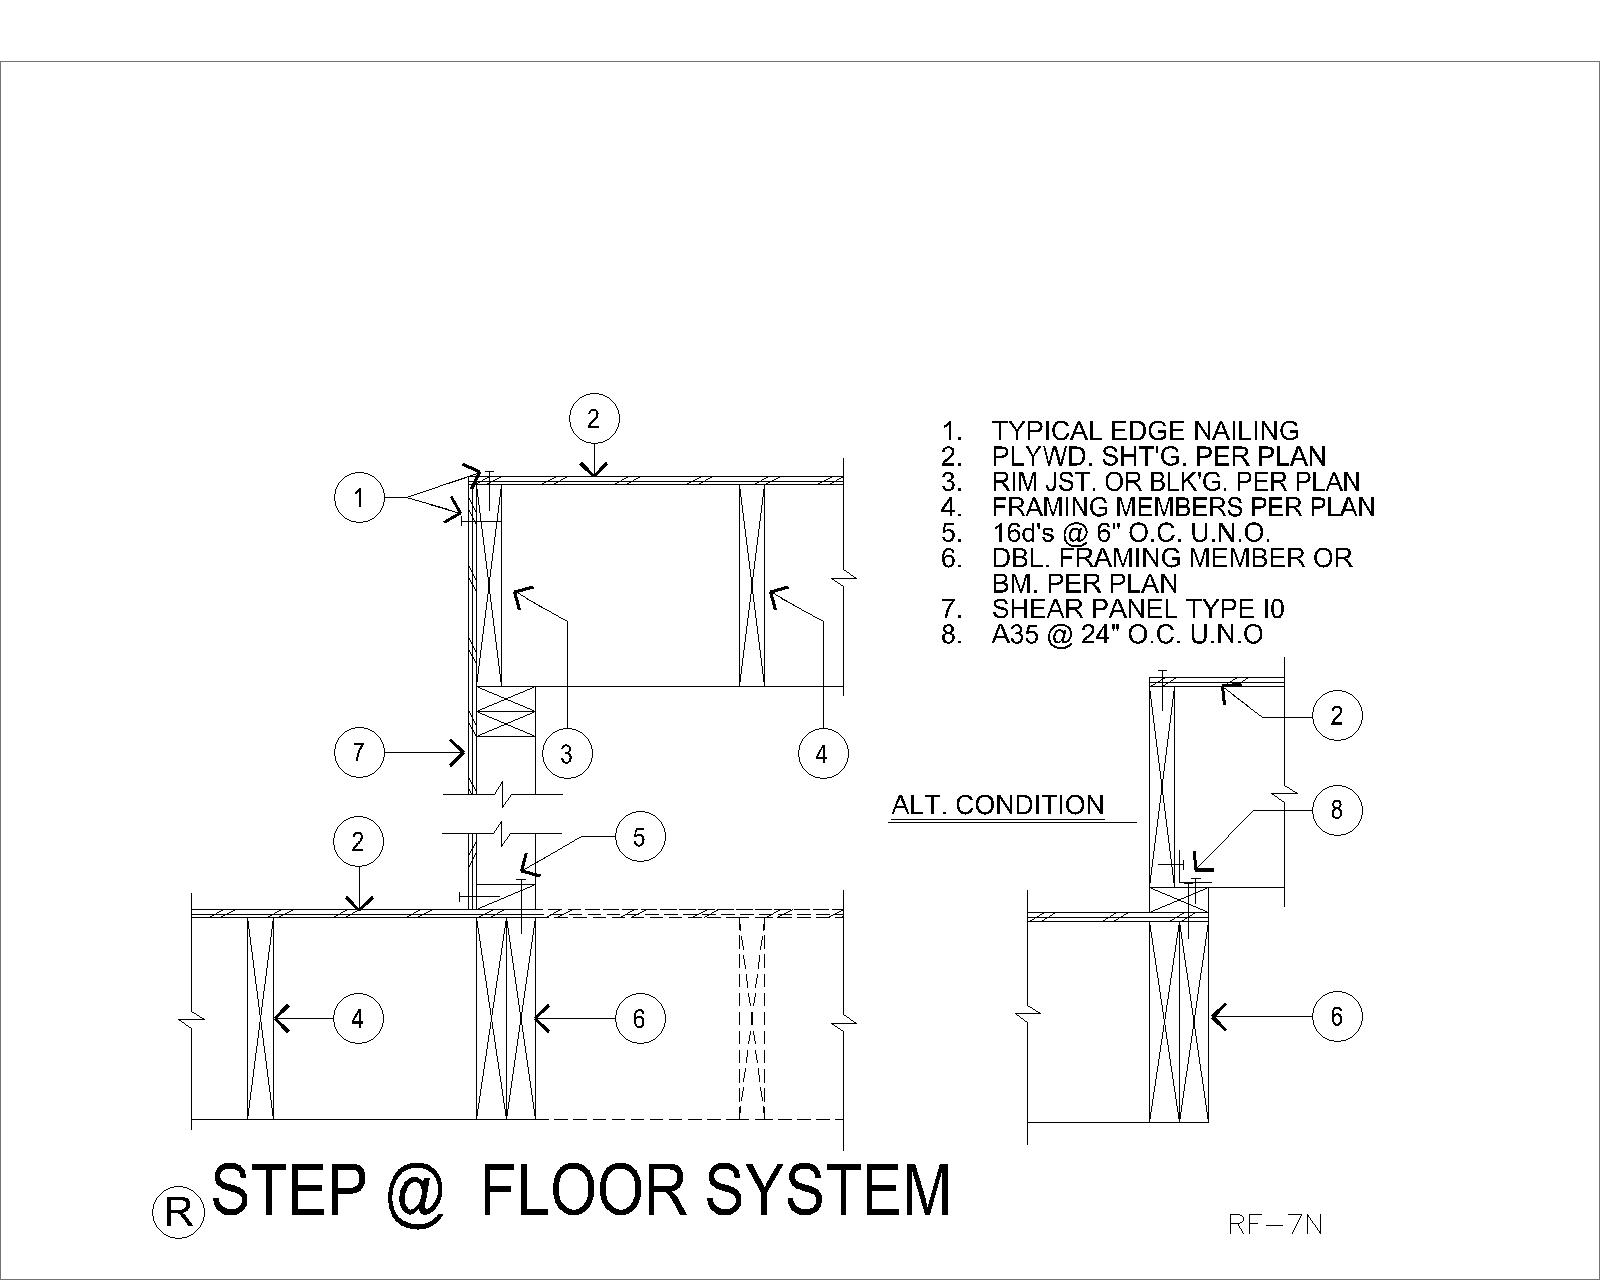 2
1
1. TYPICAL EDGE NAILING
2. PLYWD. SHT'G. PER PLAN
3. RIM JST. OR BLK'G. PER PLAN
4. FRAMING MEMBERS PER PLAN
5. 16d's @ 6" O.C. U.N.O.
6. DBL. FRAMING MEMBER OR
BM. PER PLAN
7. SHEAR PANEL TYPE I0
8. A35 @ 24" O.C. U.N.O
7
3
4
2
5
4
6
ALT. CONDITION
2
8
6
R STEP @ FLOOR SYSTEM
RF-7N